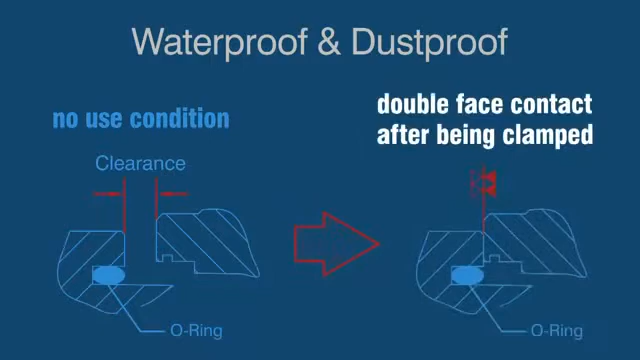 Waterproof & Dustproof
no use condition
double face contact
after being clamped
Clearance
O-Ring
O-Ring